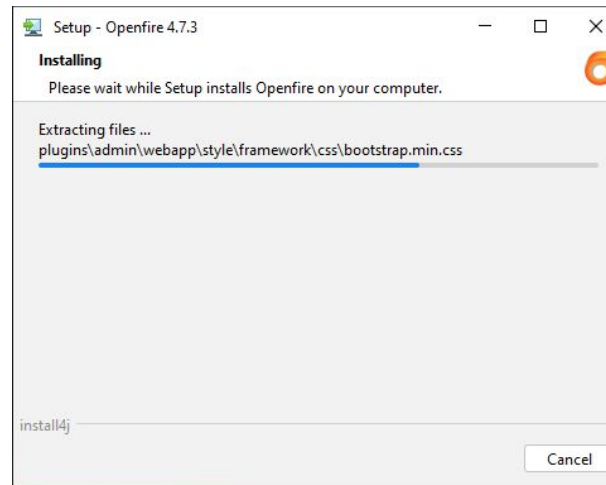 Setup - Openfire 4.7.3
Installing
Please wait while Setup installs Openfire on your computer.
Extracting files ...
plugins\admin\webapp\style\framework\css\bootstrap.min.css
install4j
Cancel